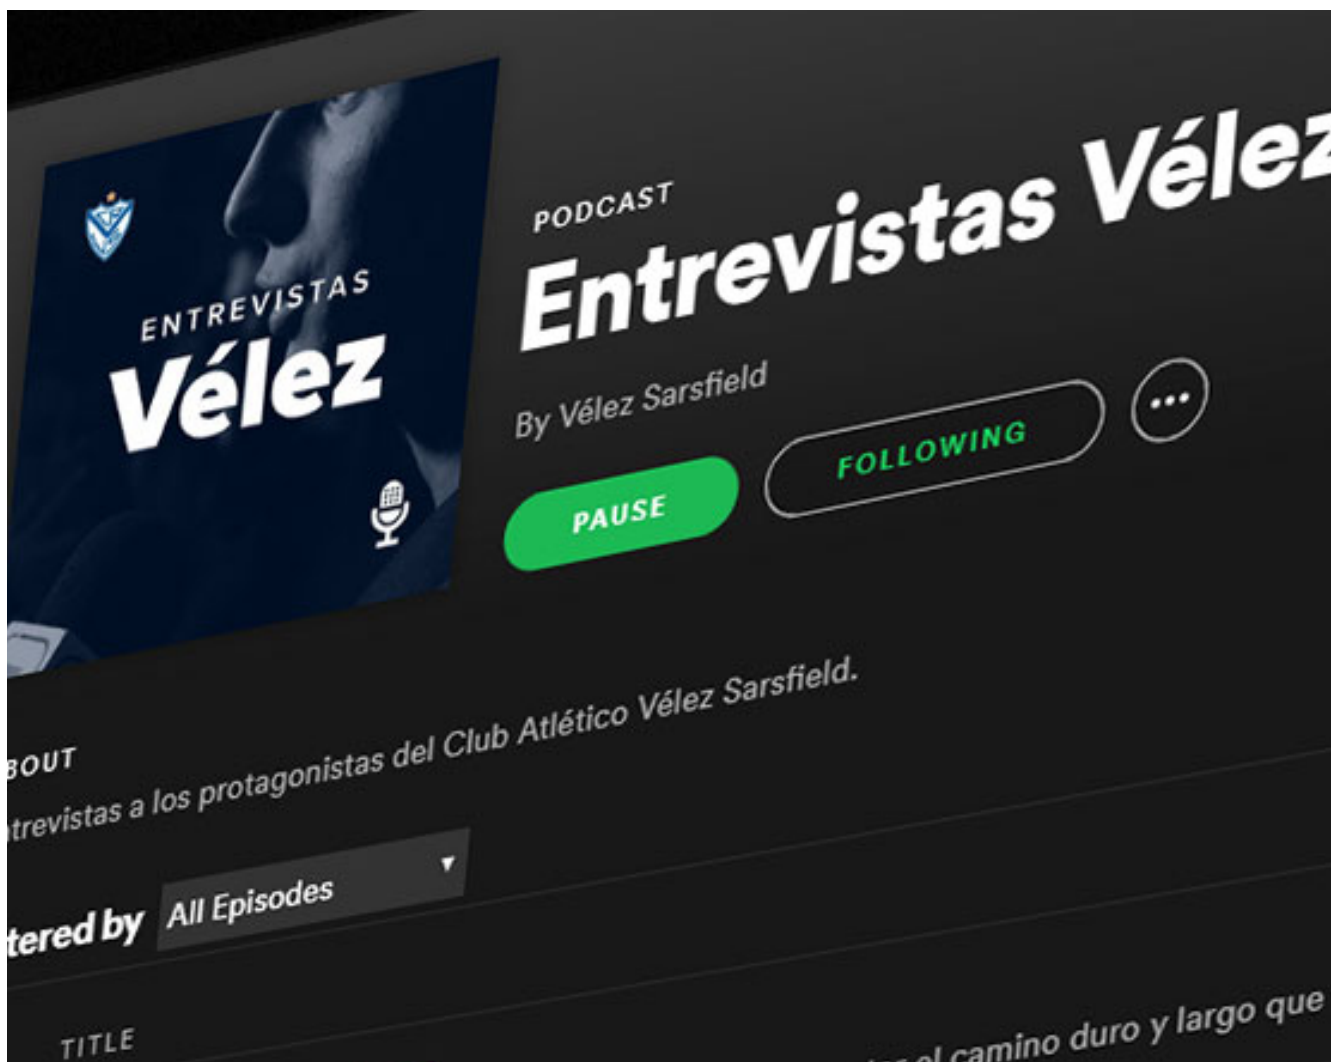 ENTREVISTAS
Vélez
PODCAST
Entrevistas Vélez
By Vélez Sarsfield
PAUSE
FOLLOWING
BOUT
ntrevistas a los protagonistas del Club Atlético Vélez Sarsfield.
tered by
All Episodes
TITLE
el camino duro y largo que